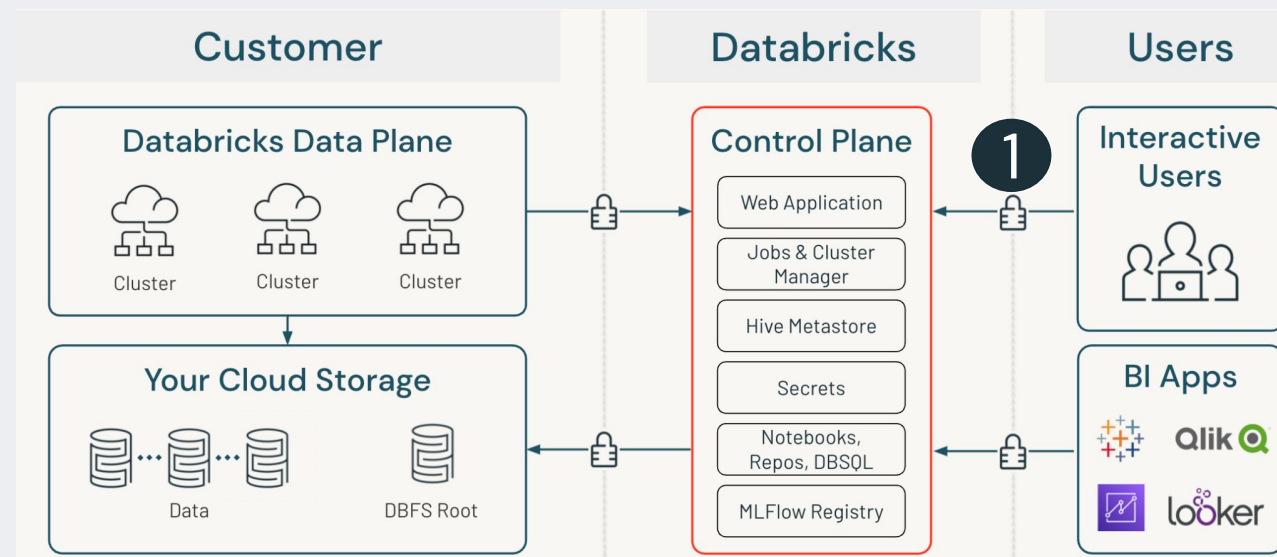 Customer
Databricks
Users
Databricks Data Plane
Cluster
Cluster
Cluster
Your Cloud Storage
Data
DBFS Root
Control Plane
Web Application
Jobs & Cluster
Manager
Hive Metastore
Secrets
Notebooks,
Repos, DBSQL
MLFlow Registry
1
Interactive
Users
BI Apps
Qlik
looker